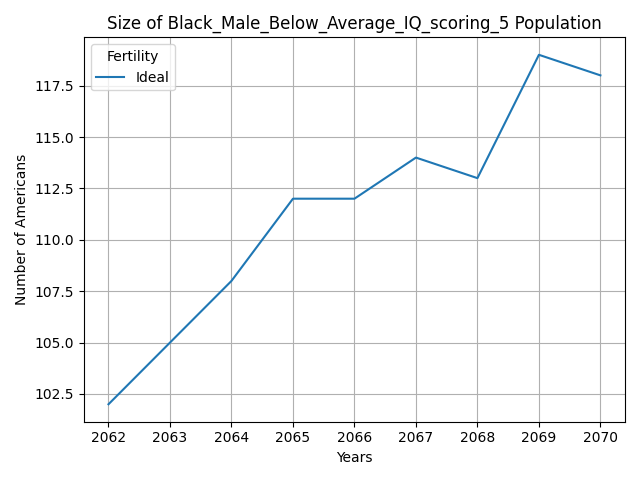 Size of Black_Male_Below_Average_IQ_scoring_5 Population
Fertility
Ideal
Number of Americans
117.5
115.0
112.5
110.0
107.5
105.0
102.5
2062 2063 2064 2065 2066 2067 2068 2069 2070
Years